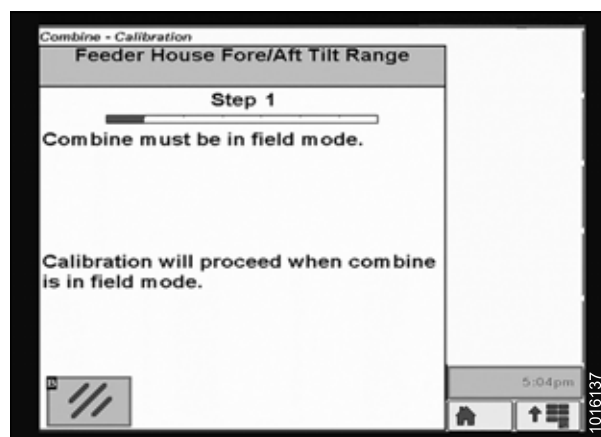 Combine - Calibration
Feeder House Fore/Aft Tilt Range
Step 1
Combine must be in field mode.
Calibration will proceed when combine
is in field mode.
5:04pm
1016137